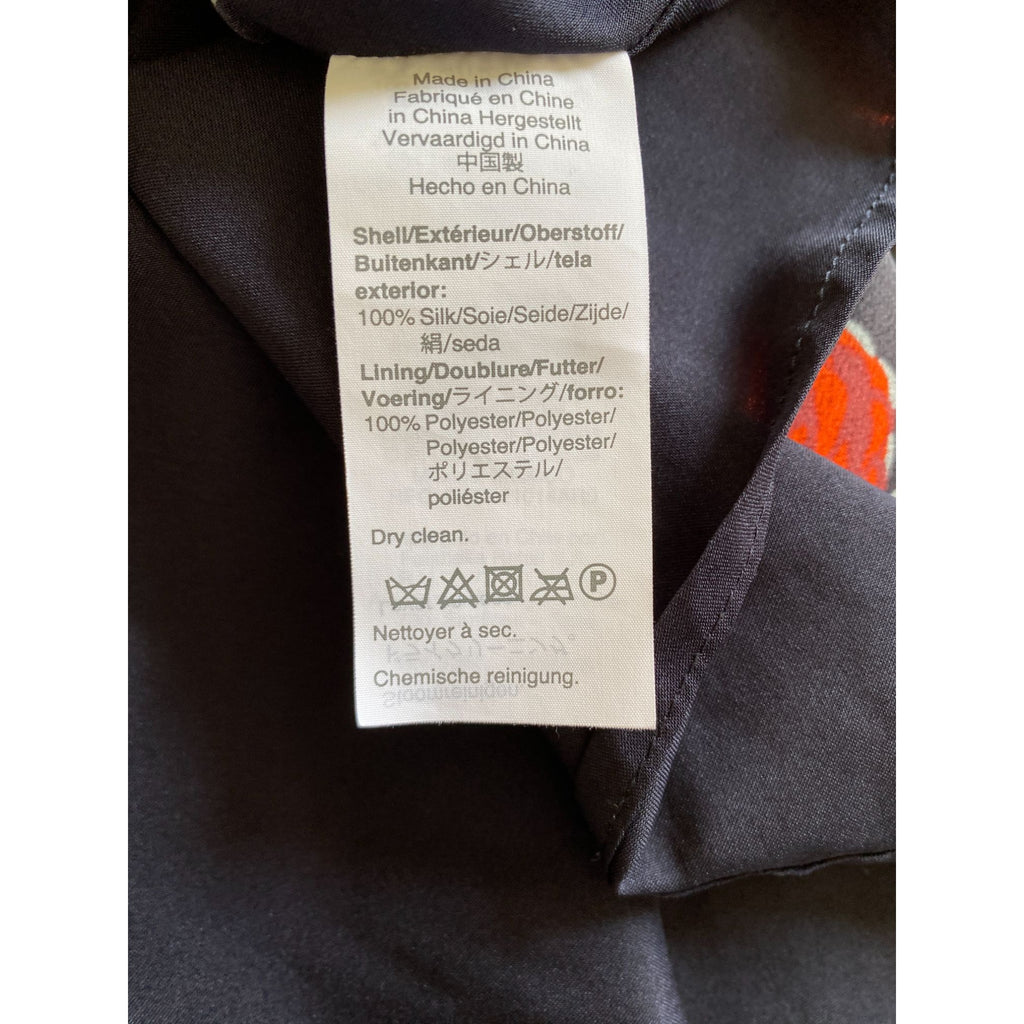 Made in China
Fabriqué en Chine
in China Hergestellt
Vervaardigd in China
中国製
Hecho en China
Shell/Extérieur/Oberstoff/
Buitenkant/シェル/tela
exterior:
100% Silk/Soie/Seide/Zijde/
絹/seda
Lining/Doublure/Futter/
Voering/ライニング/forro:
100% Polyester/Polyester/
Polyester/Polyester/
ポリエステル/
poliéster
Dry clean.
P
Nettoyer à sec.
Chemische reinigung.